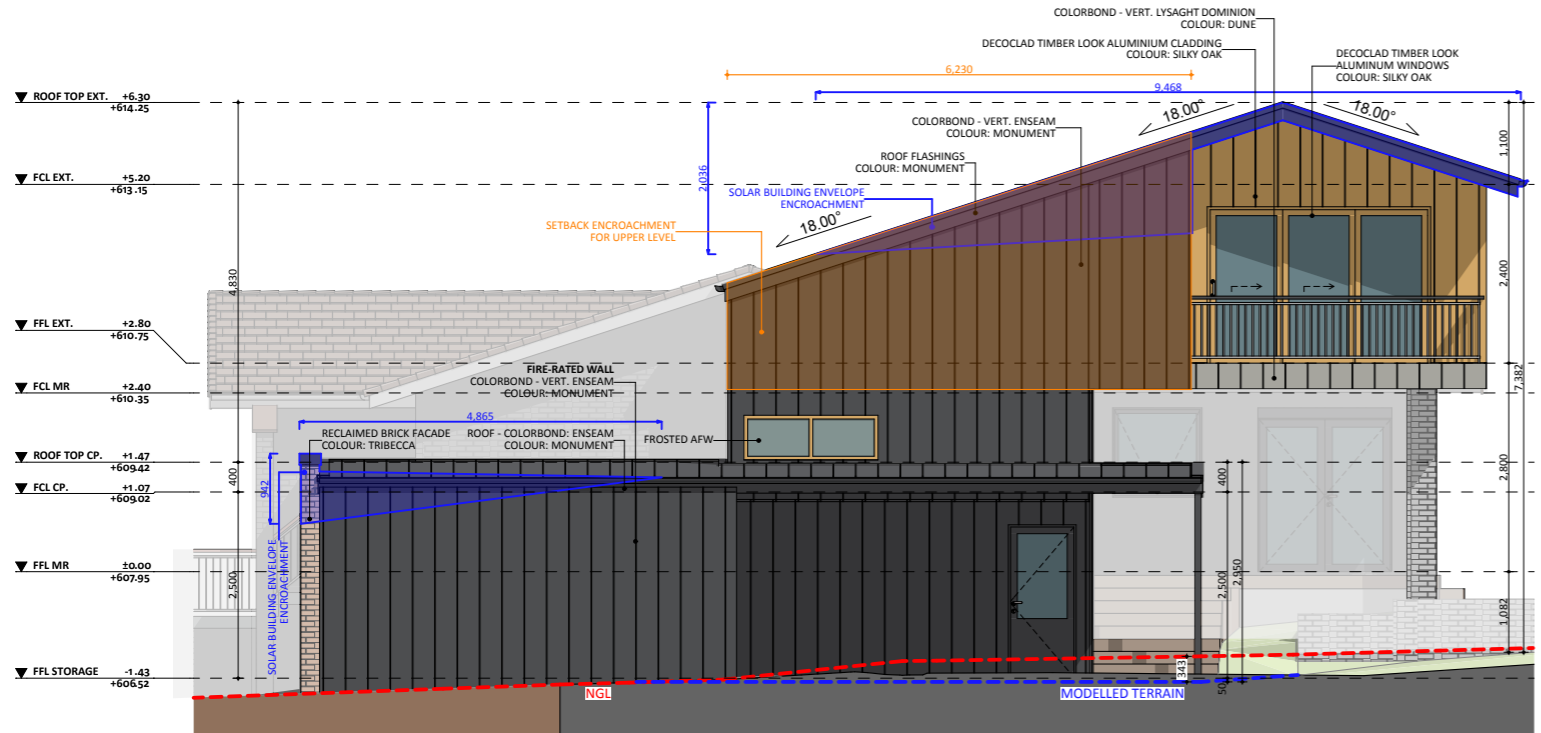 COLORBOND - VERT. LYSAGHT DOMINION
COLOUR: DUNE
DECOCLAD TIMBER LOOK ALUMINIUM CLADDING
COLOUR: SILKY OAK
DECOCLAD TIMBER LOOK
ALUMINUM WINDOWS
COLOUR: SILKY OAK
6,230
9,468
ROOF TOP EXT. +6.30
+614.25
18.00°
18.00°
COLORBOND - VERT. ENSEAM
COLOUR: MONUMENT
1,100
ROOF FLASHINGS
COLOUR: MONUMENT
2,036
FCL EXT. +5.20
+613.15
SOLAR BUILDING ENVELOPE
ENCROACHMENT
SETBACK ENCROACHMENT
FOR UPPER LEVEL
18.00°
4,830
2,400
FFL EXT. +2.80
+610.75
FIRE-RATED WALL
COLORBOND - VERT. ENSEAM
COLOUR: MONUMENT
7,382
FCL MR +2.40
+610.35
4,865
RECLAIMED BRICK FACADE
COLOUR: TRIBECCA
ROOF - COLORBOND: ENSEAM
COLOUR: MONUMENT
FROSTED AFW
ROOF TOP CP. +1.47
+609.42
400
942
400
2,800
FCL CP. +1.07
+609.02
SOLAR BUILDING ENVELOPE
ENCROACHMENT
FFL MR ±0.00
+607.95
2,500
2,500
2,950
1,082
FFL STORAGE -1.43
+606.52
343
50
NGL
MODELLED TERRAIN